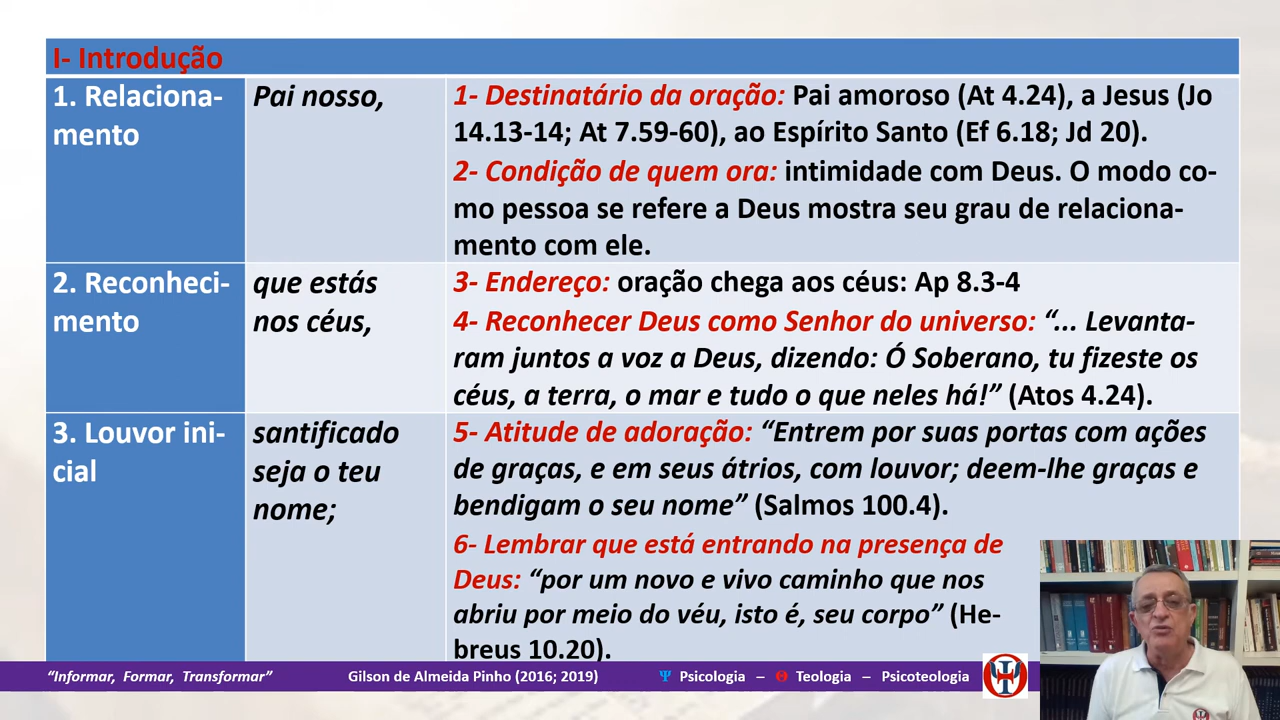 I- Introdução
1. Relaciona-
mento
Pai nosso,
1- Destinatário da oração: Pai amoroso (At 4.24), a Jesus (Jo
14.13-14; At 7.59-60), ao Espírito Santo (Ef 6.18; Jd 20).
2- Condição de quem ora: intimidade com Deus. O modo co-
mo pessoa se refere a Deus mostra seu grau de relaciona-
mento com ele.
2. Reconheci-
mento
que estás
nos céus,
3- Endereço: oração chega aos céus: Ap 8.3-4
4- Reconhecer Deus como Senhor do universo: “... Levanta-
ram juntos a voz a Deus, dizendo: Ó Soberano, tu fizeste os
céus, a terra, o mar e tudo o que neles há!” (Atos 4.24).
3. Louvor ini-
cial
santificado
seja o teu
nome;
5- Atitude de adoração: “Entrem por suas portas com ações
de graças, e em seus átrios, com louvor; deem-lhe graças e
bendigam o seu nome” (Salmos 100.4).
6- Lembrar que está entrando na presença de
Deus: “por um novo e vivo caminho que nos
abriu por meio do véu, isto é, seu corpo” (He-
breus 10.20).
“Informar, Formar, Transformar” Gilson de Almeida Pinho (2016; 2019) Ψ Psicologia – Θ Teologia – Psicoteologia